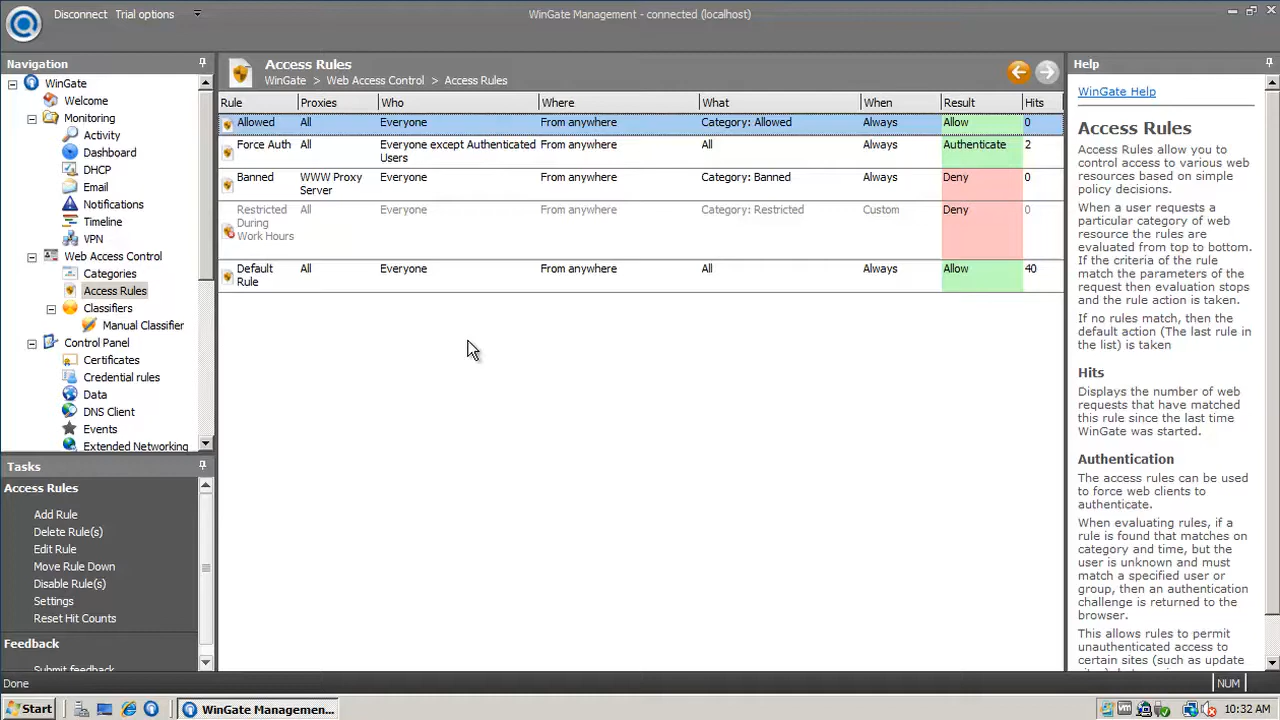 Disconnect Trial options
WinGate Management - connected (localhost)
Navigation
WinGate
Welcome
Monitoring
Activity
Dashboard
DHCP
Email
Notifications
Timeline
VPN
Web Access Control
Categories
Access Rules
Classifiers
Manual Classifier
Control Panel
Certificates
Credential rules
Data
DNS Client
Events
Extended Networking
Tasks
Access Rules
Add Rule
Delete Rule(s)
Edit Rule
Move Rule Down
Disable Rule(s)
Settings
Reset Hit Counts
Feedback
Submit feedback
Access Rules
WinGate > Web Access Control > Access Rules
Rule Proxies Who Where What When Result Hits
Allowed All Everyone From anywhere Category: Allowed Always Allow 0
Force Auth All Everyone except Authenticated From anywhere All Always Authenticate 2
Users
Banned WWW Proxy Everyone From anywhere Category: Banned Always Deny 0
Server
Restricted All Everyone From anywhere Category: Restricted Custom Deny 0
During
Work Hours
Default All Everyone From anywhere All Always Allow 40
Rule
Help
WinGate Help
Access Rules
Access Rules allow you to
control access to various web
resources based on simple
policy decisions.
When a user requests a
particular category of web
resource the rules are
evaluated from top to bottom.
If the criteria of the rule
match the parameters of the
request then evaluation stops
and the rule action is taken.
If no rules match, then the
default action (The last rule in
the list) is taken
Hits
Displays the number of web
requests that have matched
this rule since the last time
WinGate was started.
Authentication
The access rules can be used
to force web clients to
authenticate.
When evaluating rules, if a
rule is found that matches on
category and time, but the
user is unknown and must
match a specified user or
group, then an authentication
challenge is returned to the
browser.
This allows rules to permit
unauthenticated access to
certain sites (such as update
Done
NUM
Start
WinGate Managemen...
10:32 AM